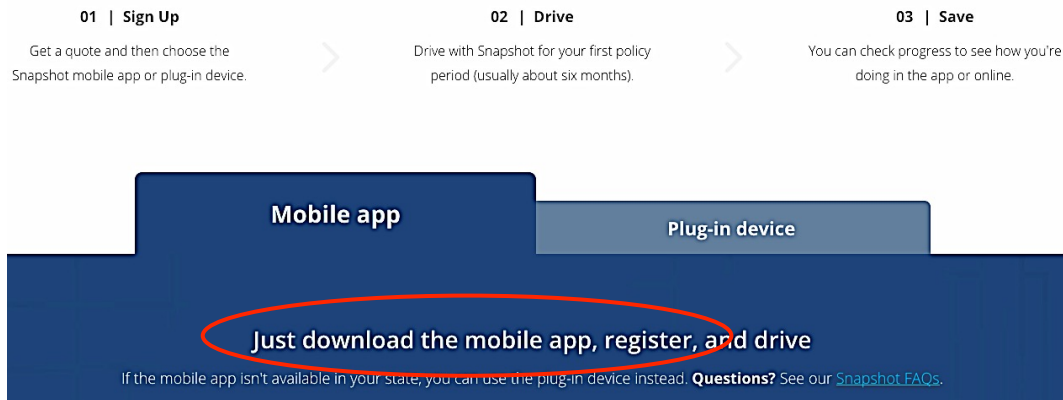 01 | Sign Up
Get a quote and then choose the
Snapshot mobile app or plug-in device.
02 | Drive
Drive with Snapshot for your first policy
period (usually about six months).
03 | Save
You can check progress to see how you're
doing in the app or online.
Mobile app
Plug-in device
Just download the mobile app, register, and drive
If the mobile app isn't available in your state, you can use the plug-in device instead. Questions? See our Snapshot FAQs.